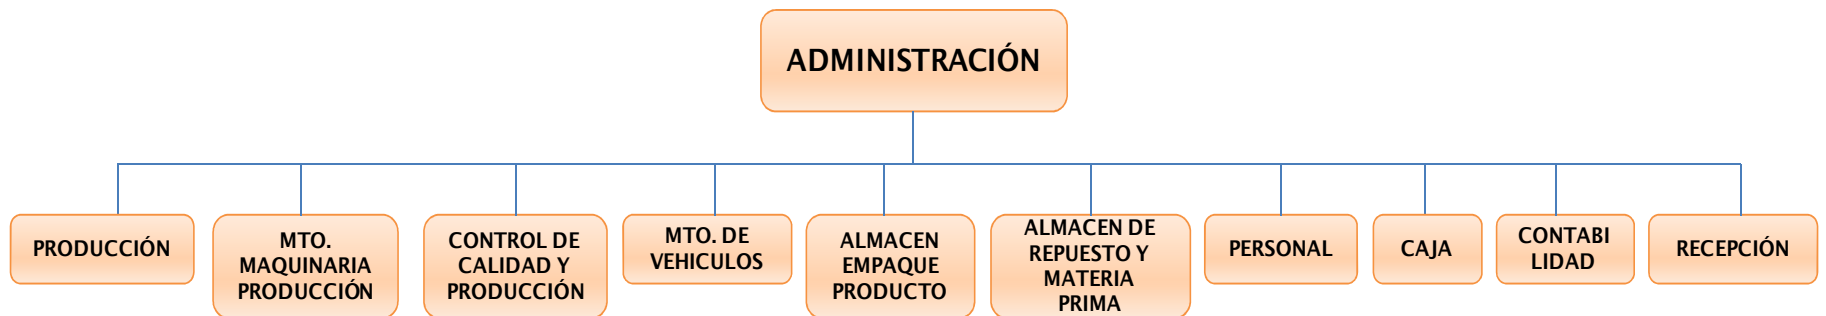 ADMINISTRACIÓN
PRODUCCIÓN
MTO.
MAQUINARIA
PRODUCCIÓN
CONTROL DE
CALIDAD Y
PRODUCCIÓN
MTO. DE
VEHICULOS
ALMACEN
EMPAQUE
PRODUCTO
ALMACEN DE
REPUESTO Y
MATERIA
PRIMA
PERSONAL
CAJA
CONTABI
LIDAD
RECEPCIÓN